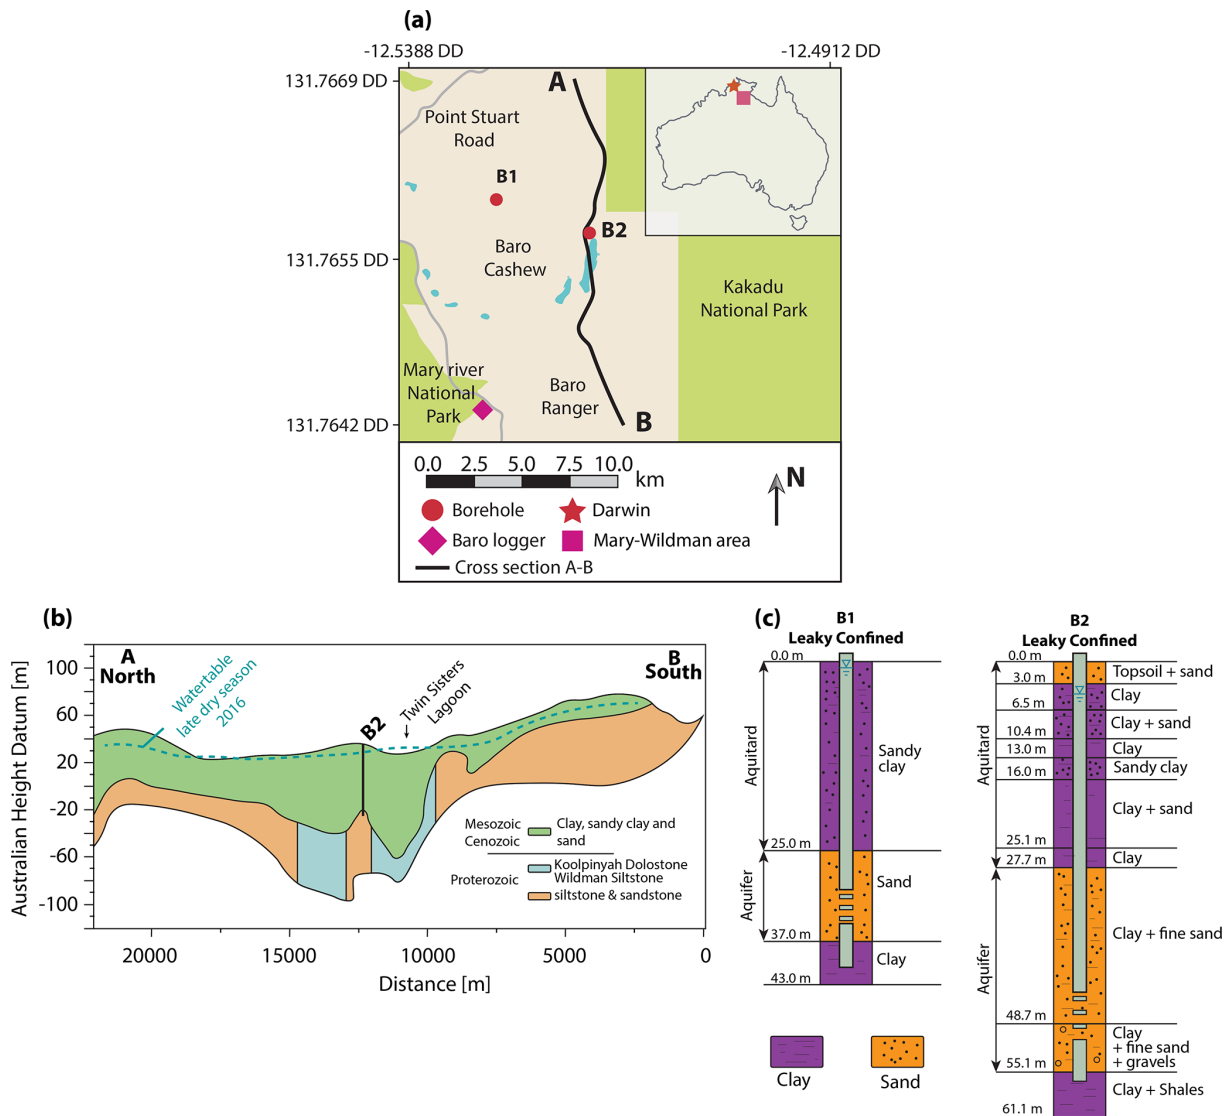 (a)
-12.5388 DD
-12.4912 DD
131.7669 DD
131.7655 DD
131.7642 DD
A
Point Stuart
Road
B1
B2
Baro
Cashew
Kakadu
National Park
Mary river
National
Park
Baro
Ranger
B
0.0 2.5 5.0 7.5 10.0
km
N
Borehole
Darwin
Baro logger
Mary-Wildman area
Cross section A-B
(b)
Australian Height Datum [m]
100
60
20
-20
-60
-100
A
North
Watertable
late dry season
2016
B2
Twin Sisters
Lagoon
B
South
Mesozoic
Cenozoic
Clay, sandy clay and
sand
Proterozoic
Koolpinyah Dolostone
Wildman Siltstone
siltstone & sandstone
20000
15000
10000
5000
0
Distance [m]
(c)
B1
Leaky Confined
0.0 m
Aquitard
Sandy
clay
25.0 m
Aquifer
Sand
37.0 m
Clay
43.0 m
Clay
Sand
B2
Leaky Confined
0.0 m
Topsoil + sand
3.0 m
Clay
6.5 m
Clay + sand
10.4 m
Clay
13.0 m
Sandy clay
16.0 m
Aquitard
Clay + sand
25.1 m
Clay
27.7 m
Clay + fine sand
Aquifer
48.7 m
Clay
+ fine sand
+ gravels
55.1 m
Clay + Shales
61.1 m